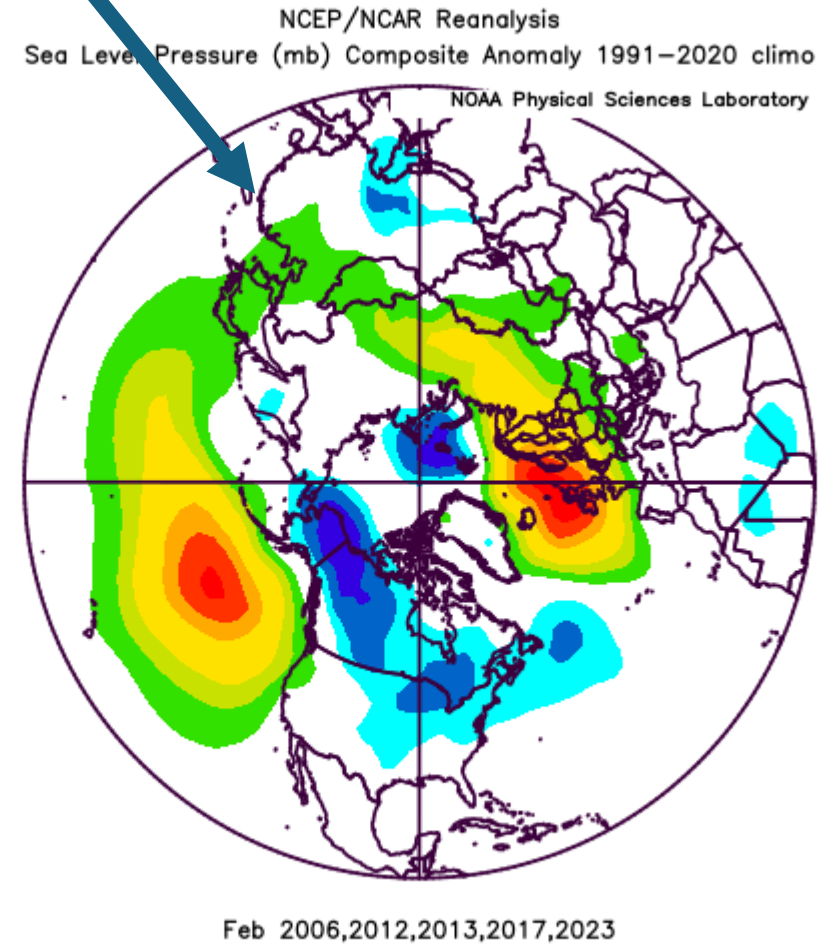 NCEP/NCAR Reanalysis
Sea Level Pressure (mb) Composite Anomaly 1991-2020 climo
NOAA Physical Sciences Laboratory
Feb 2006,2012,2013,2017,2023